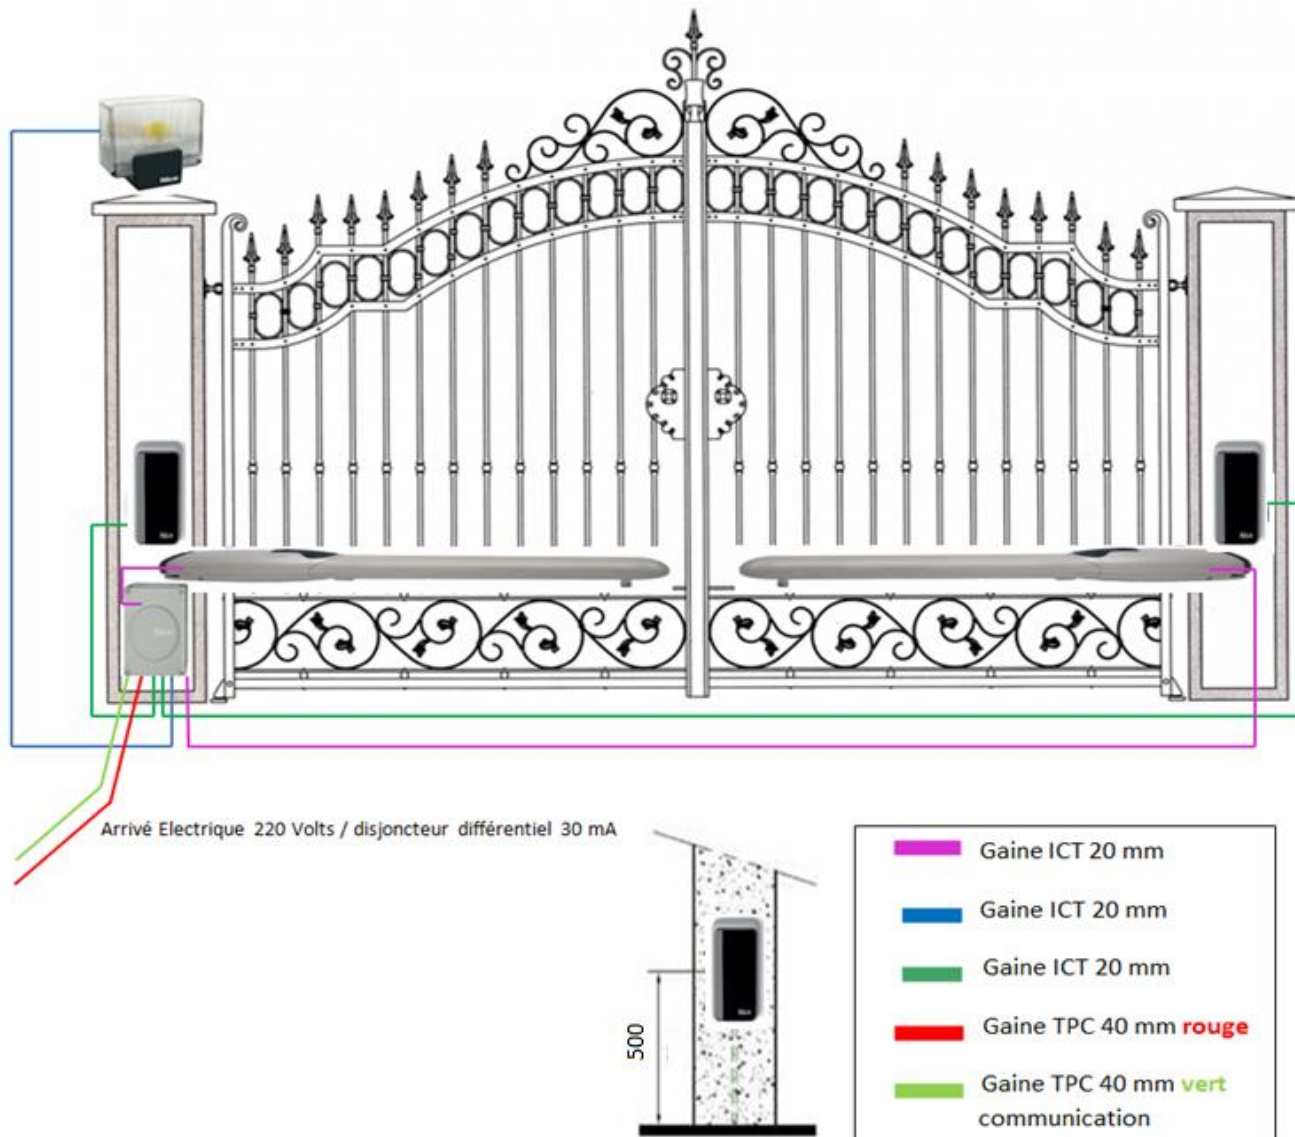 Arrivé Electrique 220 Volts / disjoncteur différentiel 30 mA
500
Gaine ICT 20 mm
Gaine ICT 20 mm
Gaine ICT 20 mm
Gaine TPC 40 mm rouge
Gaine TPC 40 mm vert
communication